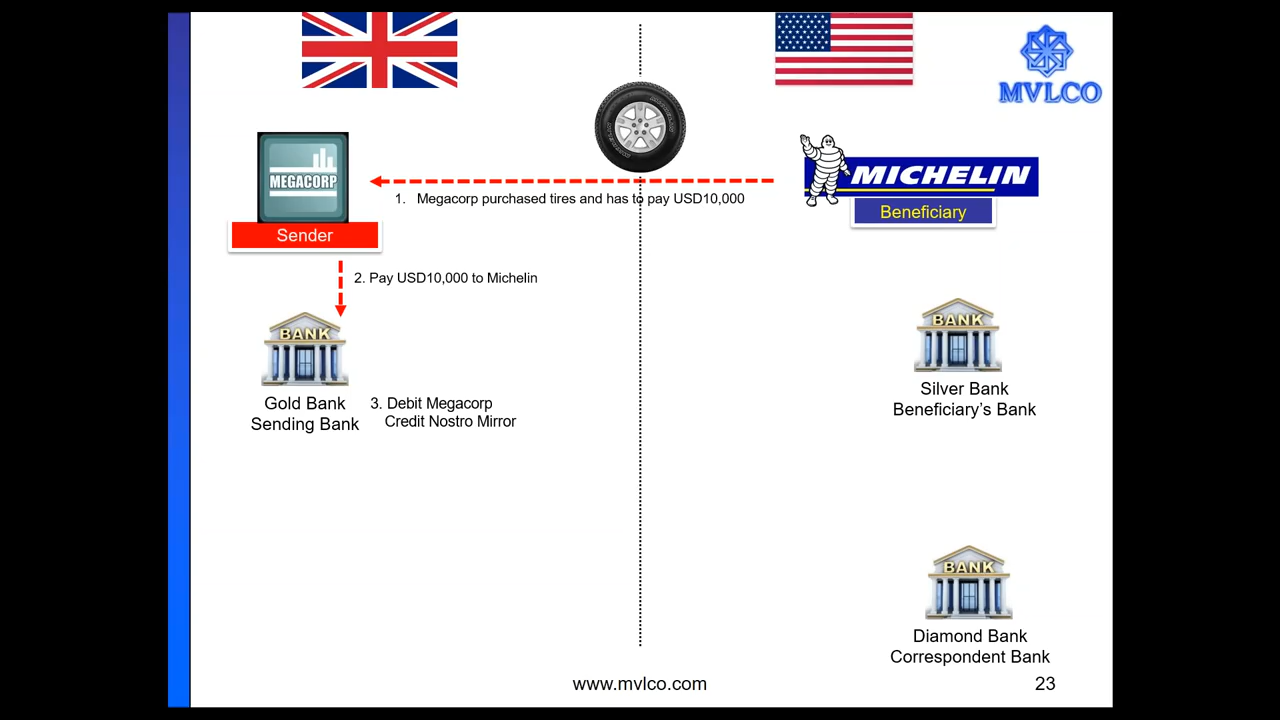 MVLCO
MEGACORP
MICHELIN
1. Megacorp purchased tires and has to pay USD10,000
Beneficiary
Sender
2. Pay USD10,000 to Michelin
BANK
BANK
Gold Bank
Sending Bank
3. Debit Megacorp
Credit Nostro Mirror
Silver Bank
Beneficiary’s Bank
BANK
Diamond Bank
Correspondent Bank
www.mvlco.com
23